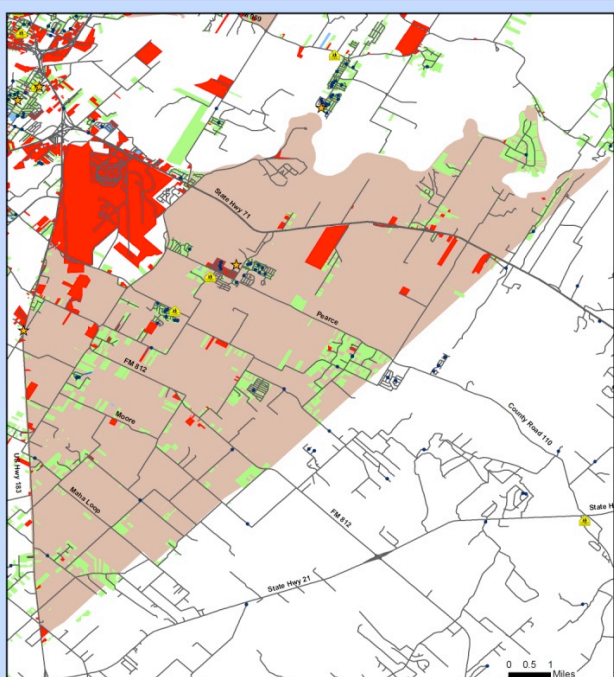 State Hwy 71
Pearce
FM 812
Moore
US Hwy 183
Maha Loop
County Road 110
FM 812
State H
State Hwy 21
0 0.5 1
Miles